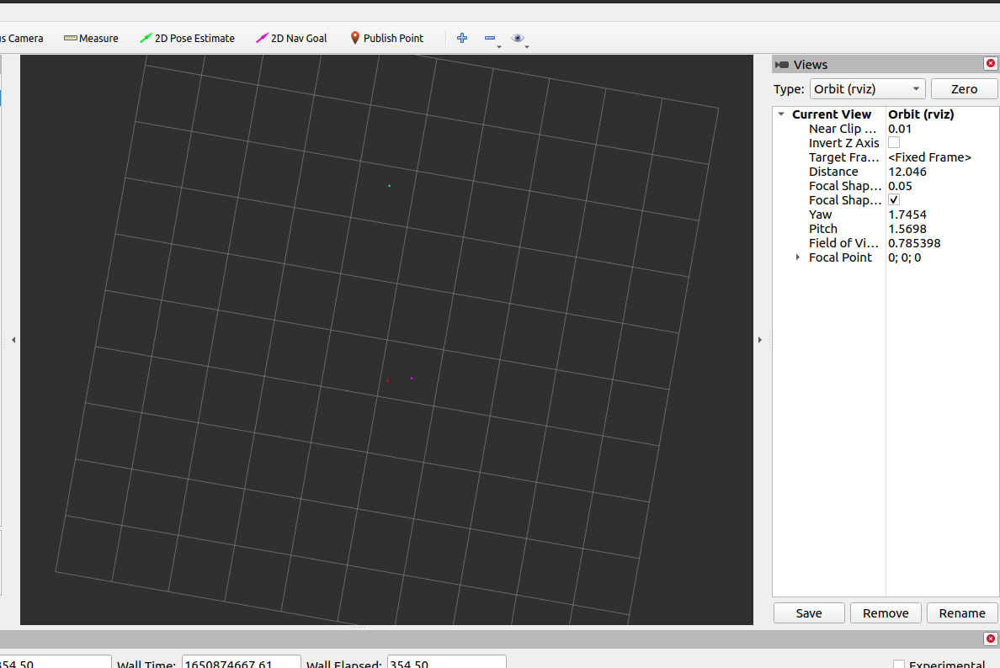 s Camera Measure 2D Pose Estimate 2D Nav Goal Publish Point
Views
Type: Orbit (rviz) Zero
Current View Orbit (rviz)
Near Clip ... 0.01
Invert Z Axis
Target Fra... <Fixed Frame>
Distance 12.046
Focal Shap... 0.05
Focal Shap... ✓
Yaw 1.7454
Pitch 1.5698
Field of Vi... 0.785398
Focal Point 0; 0; 0
Save Remove Rename
354.50 Wall Time: 1650874667.61 Wall Elapsed: 354.50 Experimental